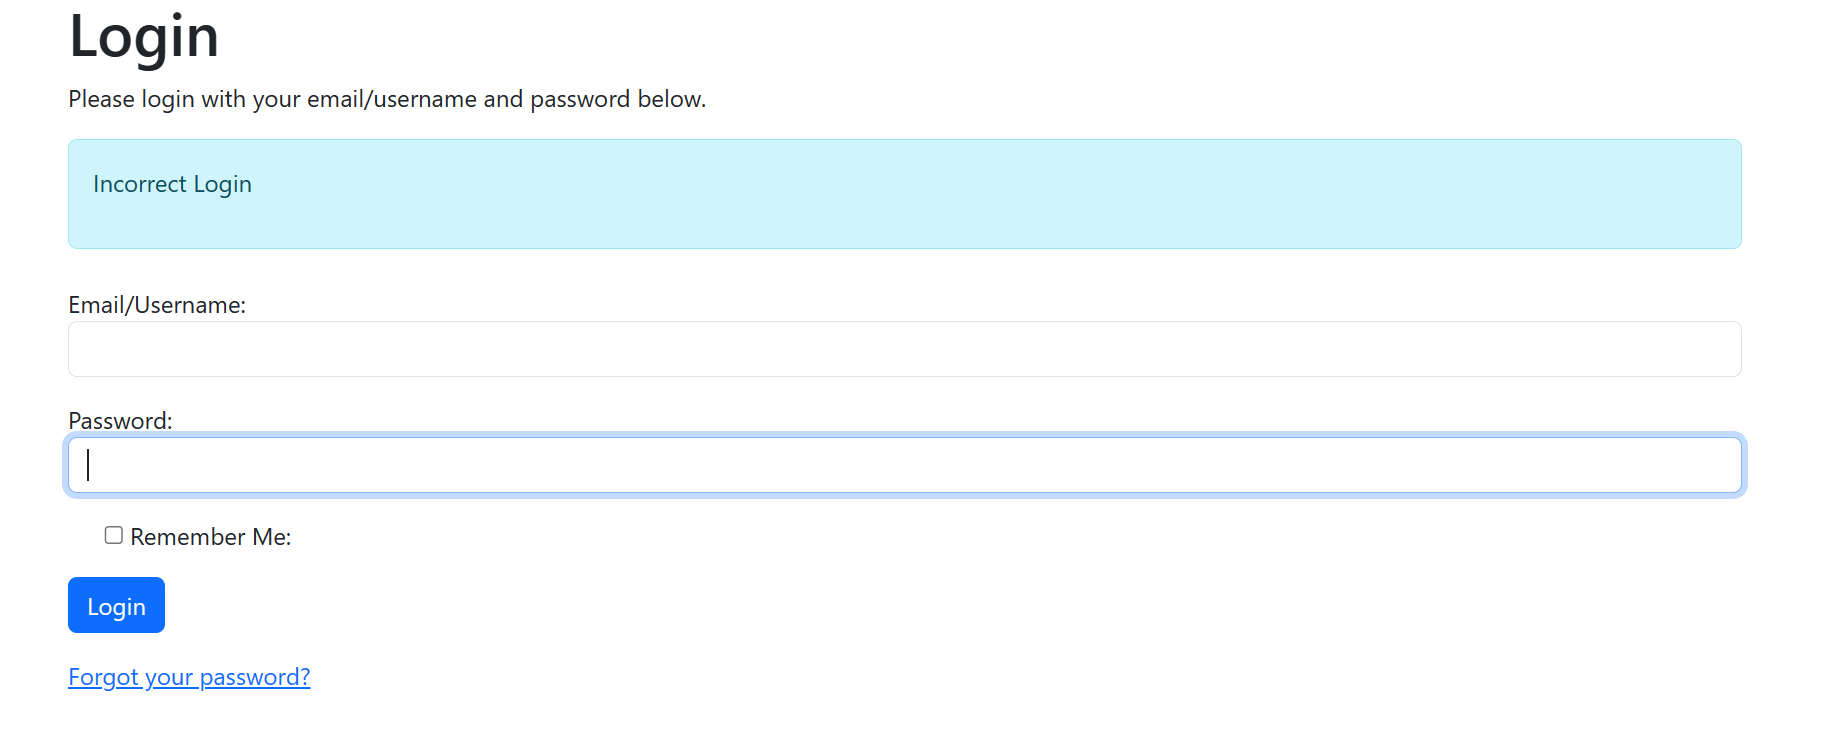 Login
Please login with your email/username and password below.
Incorrect Login
Email/Username:
Password:
Remember Me:
Login
Forgot your password?